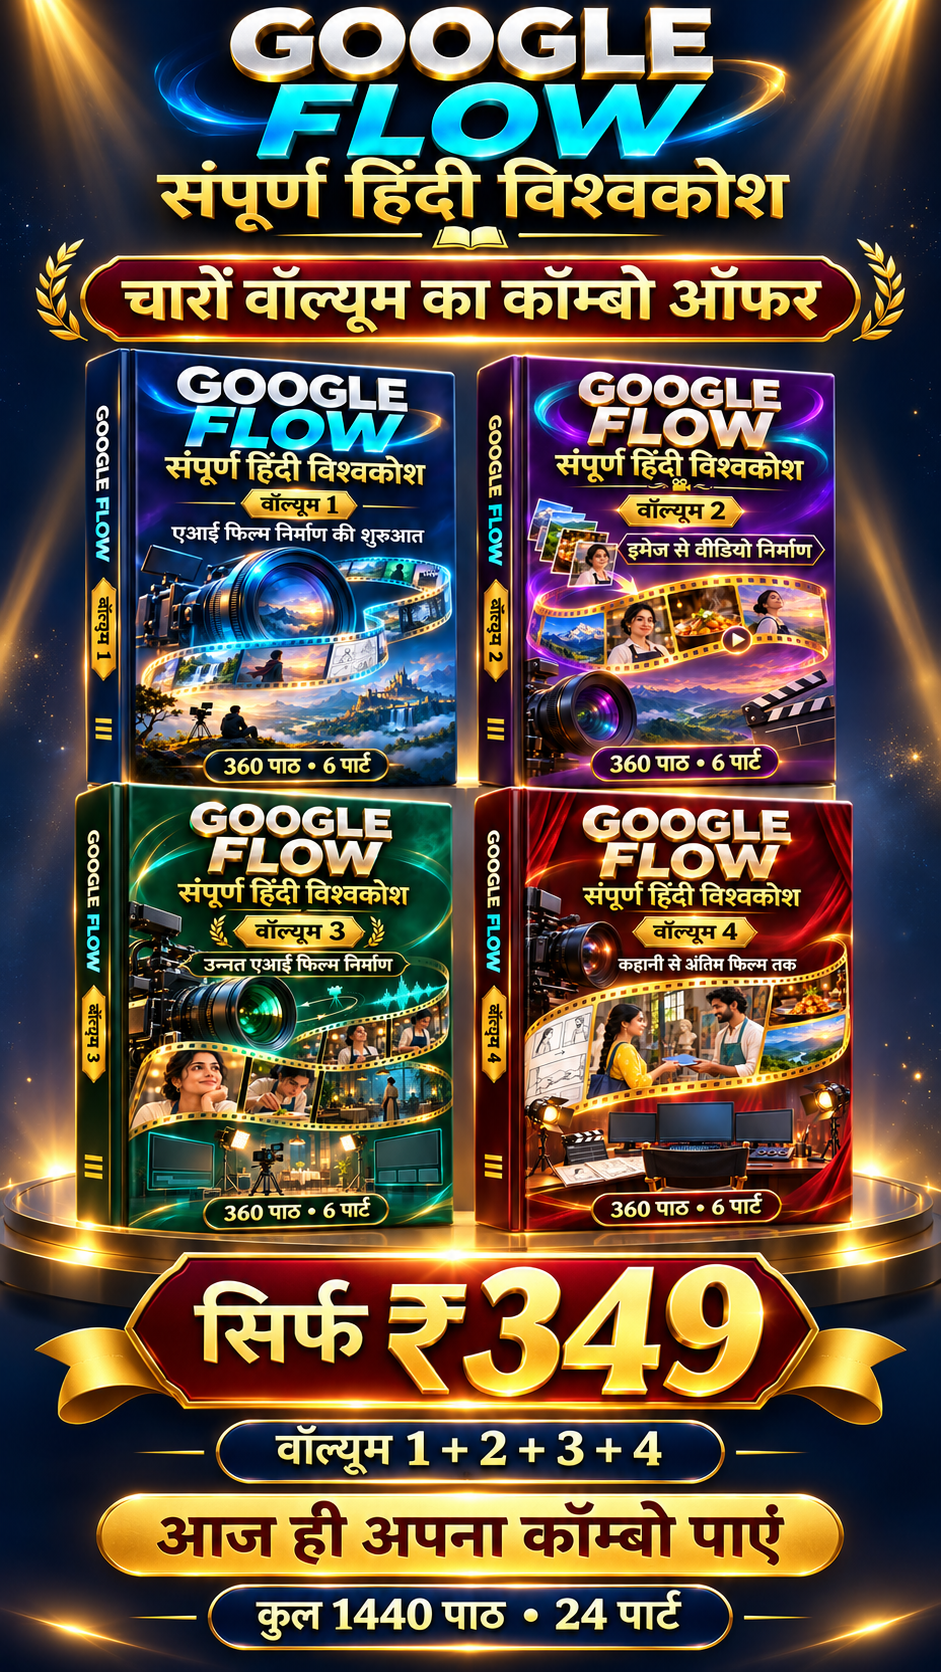 GOOGLE
FLOW
संपूर्ण हिंदी विश्वकोश
चारों वॉल्यूम का कॉम्बो ऑफर
GOOGLE FLOW
वॉल्यूम 1
GOOGLE
FLOW
संपूर्ण हिंदी विश्वकोश
वॉल्यूम 1
एआई फिल्म निर्माण की शुरुआत
360 पाठ • 6 पार्ट
GOOGLE FLOW
वॉल्यूम 2
GOOGLE
FLOW
संपूर्ण हिंदी विश्वकोश
वॉल्यूम 2
इमेज से वीडियो निर्माण
360 पाठ • 6 पार्ट
GOOGLE FLOW
वॉल्यूम 3
GOOGLE
FLOW
संपूर्ण हिंदी विश्वकोश
वॉल्यूम 3
उन्नत एआई फिल्म निर्माण
360 पाठ • 6 पार्ट
GOOGLE FLOW
वॉल्यूम 4
GOOGLE
FLOW
संपूर्ण हिंदी विश्वकोश
वॉल्यूम 4
कहानी से अंतिम फिल्म तक
360 पाठ • 6 पार्ट
सिर्फ ₹349
वॉल्यूम 1 + 2 + 3 + 4
आज ही अपना कॉम्बो पाएं
कुल 1440 पाठ • 24 पार्ट